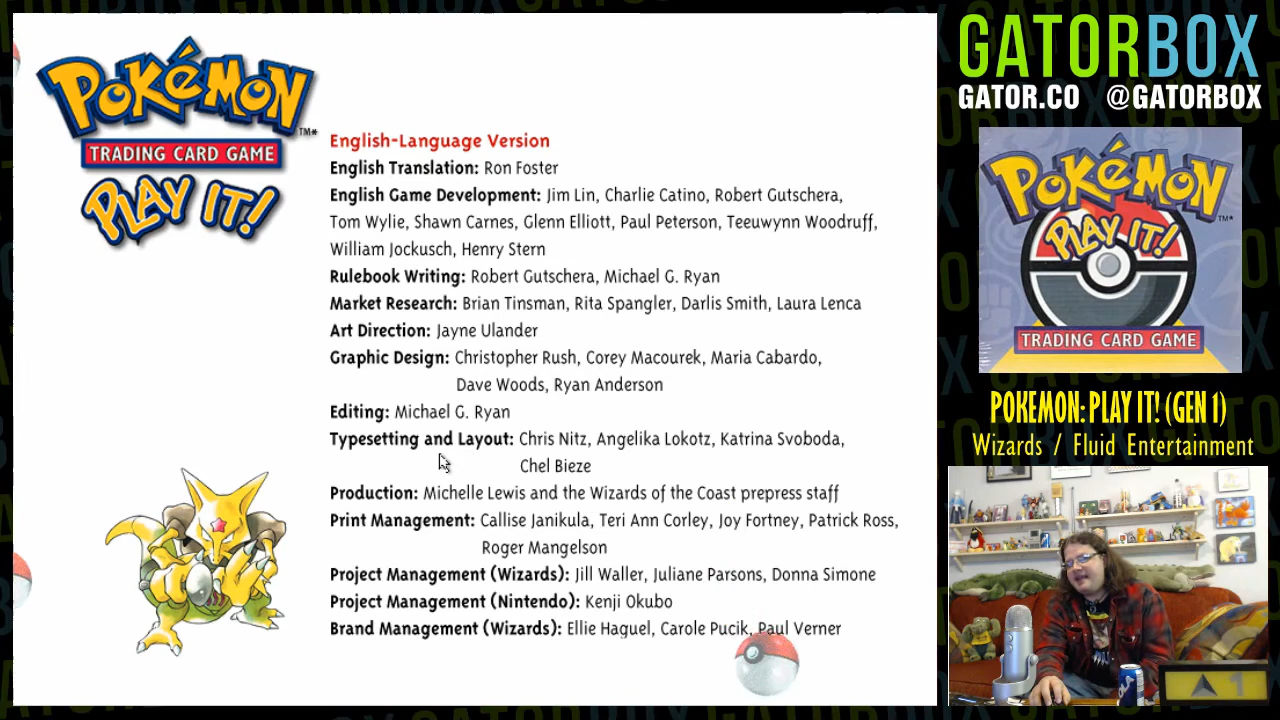 POKéMON
TM*
TRADING CARD GAME
PLAY IT!
English-Language Version
English Translation: Ron Foster
English Game Development: Jim Lin, Charlie Catino, Robert Gutschera,
Tom Wylie, Shawn Carnes, Glenn Elliott, Paul Peterson, Teeuwynn Woodruff,
William Jockusch, Henry Stern
Rulebook Writing: Robert Gutschera, Michael G. Ryan
Market Research: Brian Tinsman, Rita Spangler, Darlis Smith, Laura Lenca
Art Direction: Jayne Ulander
Graphic Design: Christopher Rush, Corey Macourek, Maria Cabardo,
Dave Woods, Ryan Anderson
Editing: Michael G. Ryan
Typesetting and Layout: Chris Nitz, Angelika Lokotz, Katrina Svoboda,
Chel Bieze
Production: Michelle Lewis and the Wizards of the Coast prepress staff
Print Management: Callise Janikula, Teri Ann Corley, Joy Fortney, Patrick Ross,
Roger Mangelson
Project Management (Wizards): Jill Waller, Juliane Parsons, Donna Simone
Project Management (Nintendo): Kenji Okubo
Brand Management (Wizards): Ellie Haguel, Carole Pucik, Paul Verner
GATORBOX
GATOR.CO @GATORBOX
POKéMON
TM*
PLAY IT!
TRADING CARD GAME
POKEMON: PLAY IT! (GEN 1)
Wizards / Fluid Entertainment
1